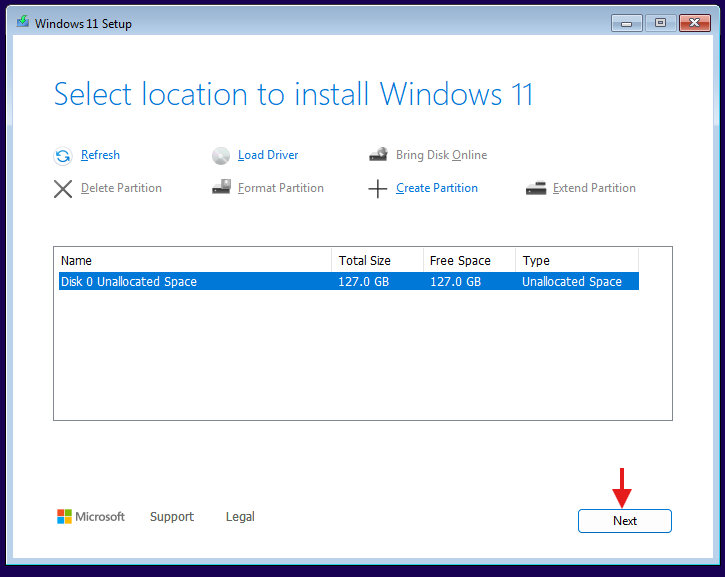 Windows 11 Setup
Select location to install Windows 11
Refresh Load Driver Bring Disk Online
Delete Partition Format Partition Create Partition Extend Partition
Name Total Size Free Space Type
Disk 0 Unallocated Space 127.0 GB 127.0 GB Unallocated Space
Microsoft Support Legal
Next